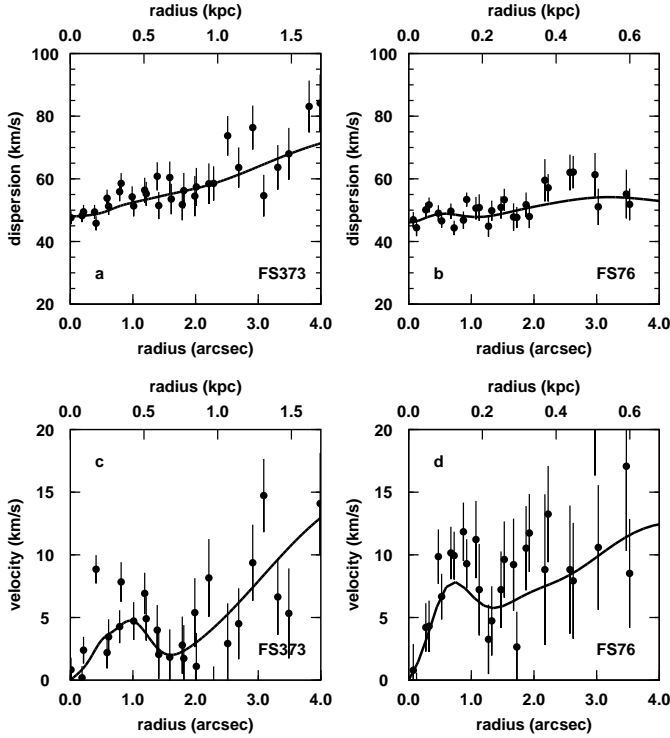 radius (kpc)
0.0 0.5 1.0 1.5
100
80
60
40
20
dispersion (km/s)
a
FS373
0.0 1.0 2.0 3.0 4.0
radius (arcsec)
radius (kpc)
0.0 0.2 0.4 0.6
100
80
60
40
20
dispersion (km/s)
b
FS76
0.0 1.0 2.0 3.0 4.0
radius (arcsec)
radius (kpc)
0.0 0.5 1.0 1.5
20
15
10
5
0
velocity (km/s)
c
FS373
0.0 1.0 2.0 3.0 4.0
radius (arcsec)
radius (kpc)
0.0 0.2 0.4 0.6
20
15
10
5
0
velocity (km/s)
d
FS76
0.0 1.0 2.0 3.0 4.0
radius (arcsec)